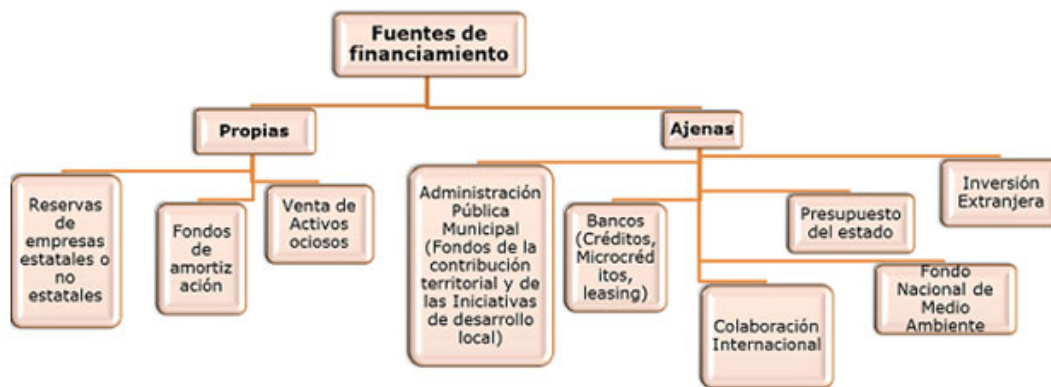 Fuentes de
financiamiento
Propias
Ajenas
Reservas
de
empresas
estatales o
no
estatales
Fondos
de
amortiz
ación
Venta de
Activos
ociosos
Administración
Pública
Municipal
(Fondos de la
contribución
territorial y de
las Iniciativas
de desarrollo
local)
Bancos
(Créditos,
Microcréd
itos,
leasing)
Colaboración
Internacional
Presupuesto
del estado
Fondo
Nacional de
Medio
Ambiente
Inversión
Extranjera